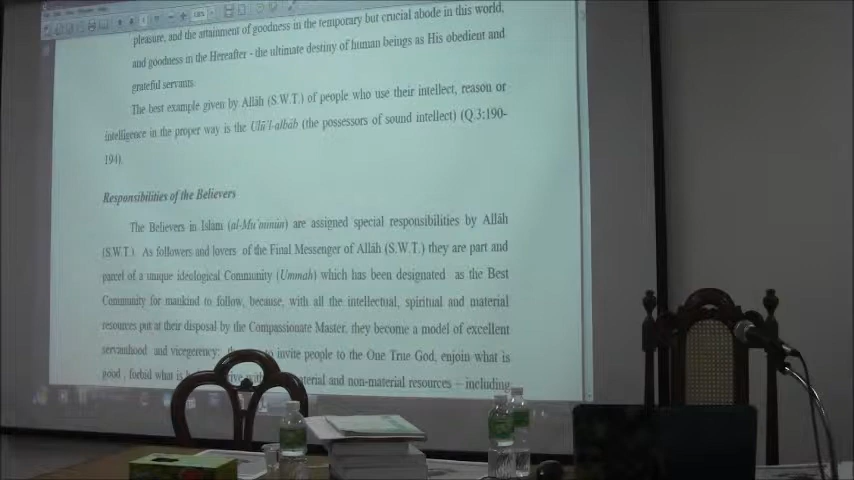 pleasure, and the attainment of goodness in the temporary but crucial abode in this world,
and goodness in the Hereafter - the ultimate destiny of human beings as His obedient and
grateful servants.
The best example given by Allāh (S.W.T.) of people who use their intellect, reason or
intelligence in the proper way is the Ulū'l-albāb (the possessors of sound intellect) (Q.3:190-
194).
Responsibilities of the Believers
The Believers in Islam (al-Mu'minūn) are assigned special responsibilities by Allāh
(S.W.T.). As followers and lovers of the Final Messenger of Allāh (S.W.T.) they are part and
parcel of a unique ideological Community (Ummah) which has been designated as the Best
Community for mankind to follow, because, with all the intellectual, spiritual and material
resources put at their disposal by the Compassionate Master, they become a model of excellent
servanthood and vicegerency; to invite people to the One True God, enjoin what is
good , forbid what is material and non-material resources – including